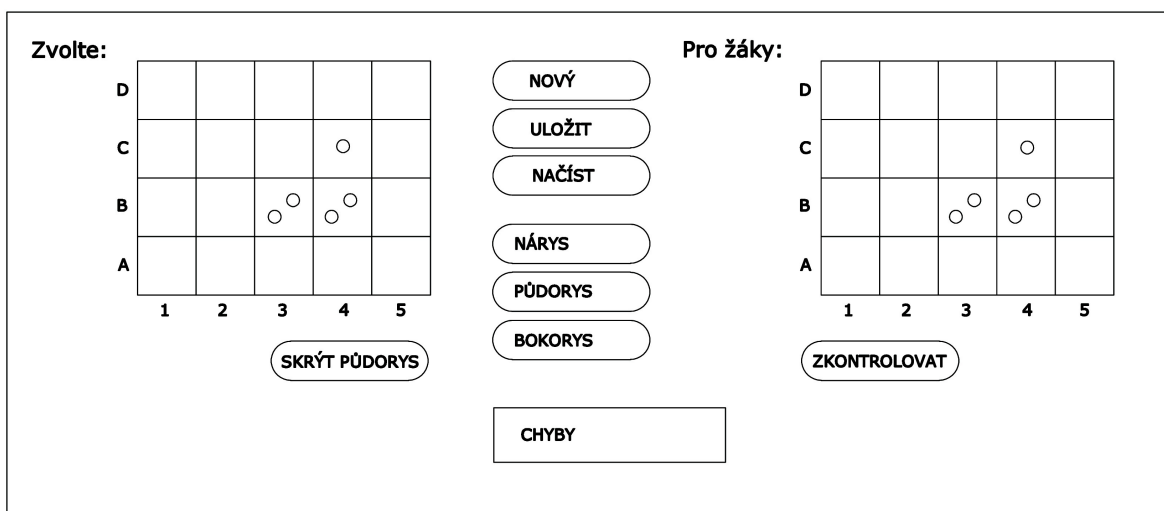 Zvolte:
D
C
B
A
1 2 3 4 5
SKRÝT PŮDORYS
NOVÝ
ULOŽIT
NAČÍST
NÁRYS
PŮDORYS
BOKORYS
CHYBY
Pro žáky:
D
C
B
A
1 2 3 4 5
ZKONTROLOVAT